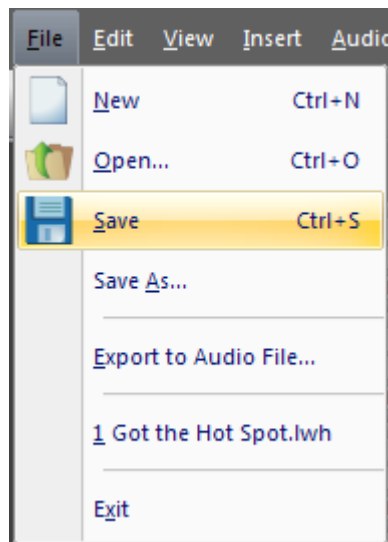 File Edit View Insert Audio
New Ctrl+N
Open... Ctrl+O
Save Ctrl+S
Save As...
Export to Audio File...
1 Got the Hot Spot.lwh
Exit